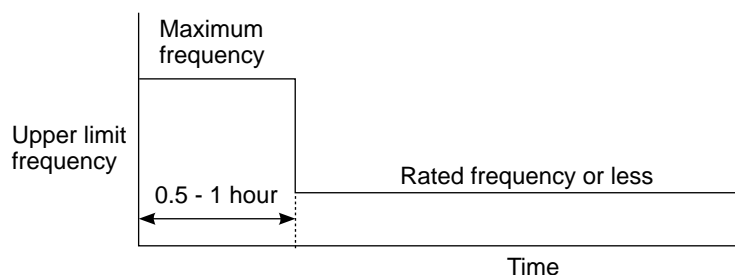 Maximum
frequency
Upper limit
frequency
Rated frequency or less
0.5 - 1 hour
Time